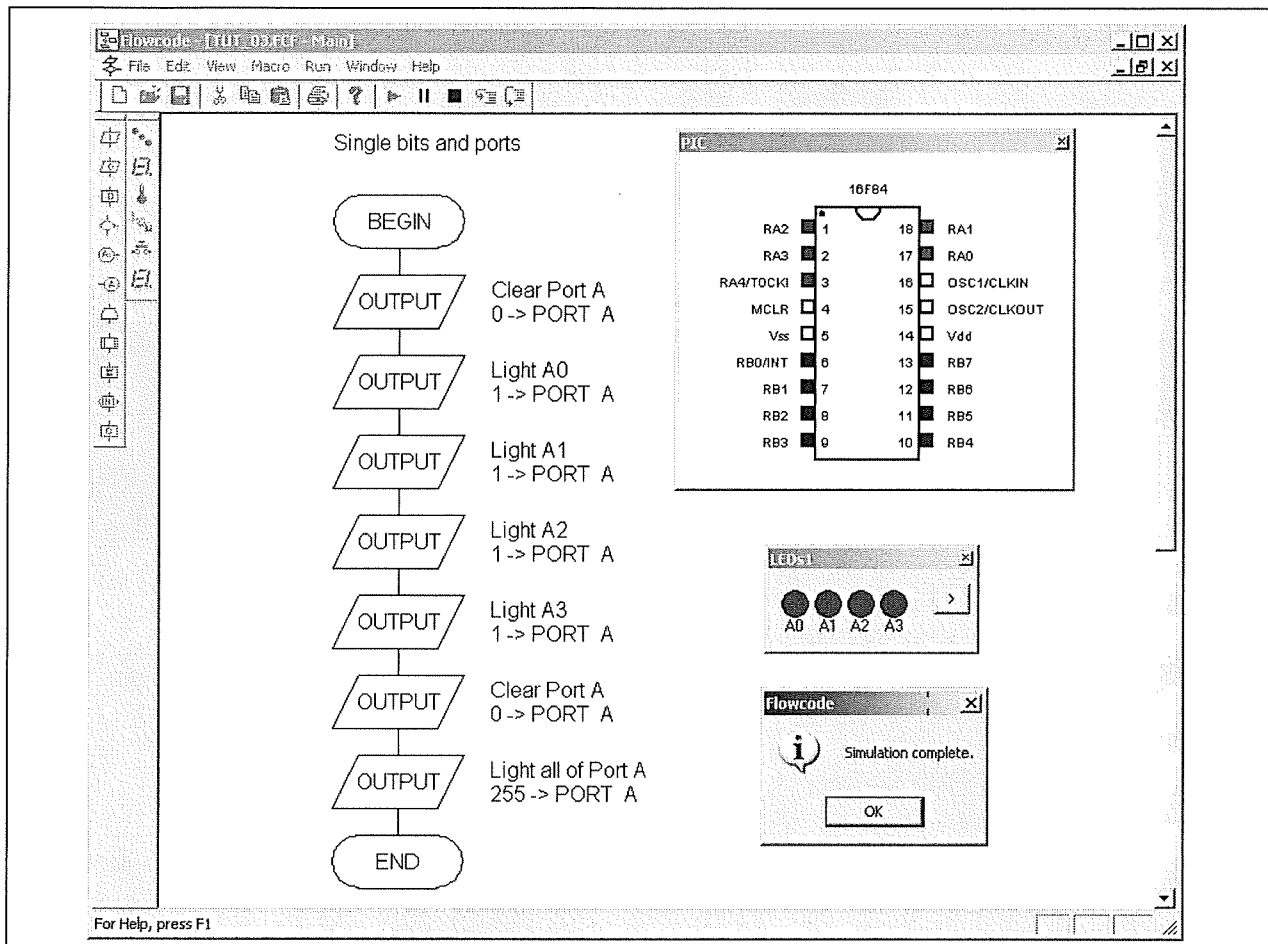 Flowcode - [TUT_03.FCF - Main]
File Edit View Macro Run Window Help
Single bits and ports
BEGIN
OUTPUT
Clear Port A
0 -> PORT A
OUTPUT
Light A0
1 -> PORT A
OUTPUT
Light A1
1 -> PORT A
OUTPUT
Light A2
1 -> PORT A
OUTPUT
Light A3
1 -> PORT A
OUTPUT
Clear Port A
0 -> PORT A
OUTPUT
Light all of Port A
255 -> PORT A
END
PIC
16F84
RA2 1 18 RA1
RA3 2 17 RA0
RA4/TOCKI 3 16 OSC1/CLKIN
MCLR 4 15 OSC2/CLKOUT
Vss 5 14 Vdd
RB0/INT 6 13 RB7
RB1 7 12 RB6
RB2 8 11 RB5
RB3 9 10 RB4
LEDs1
A0 A1 A2 A3
>
Flowcode
Simulation complete.
OK
For Help, press F1